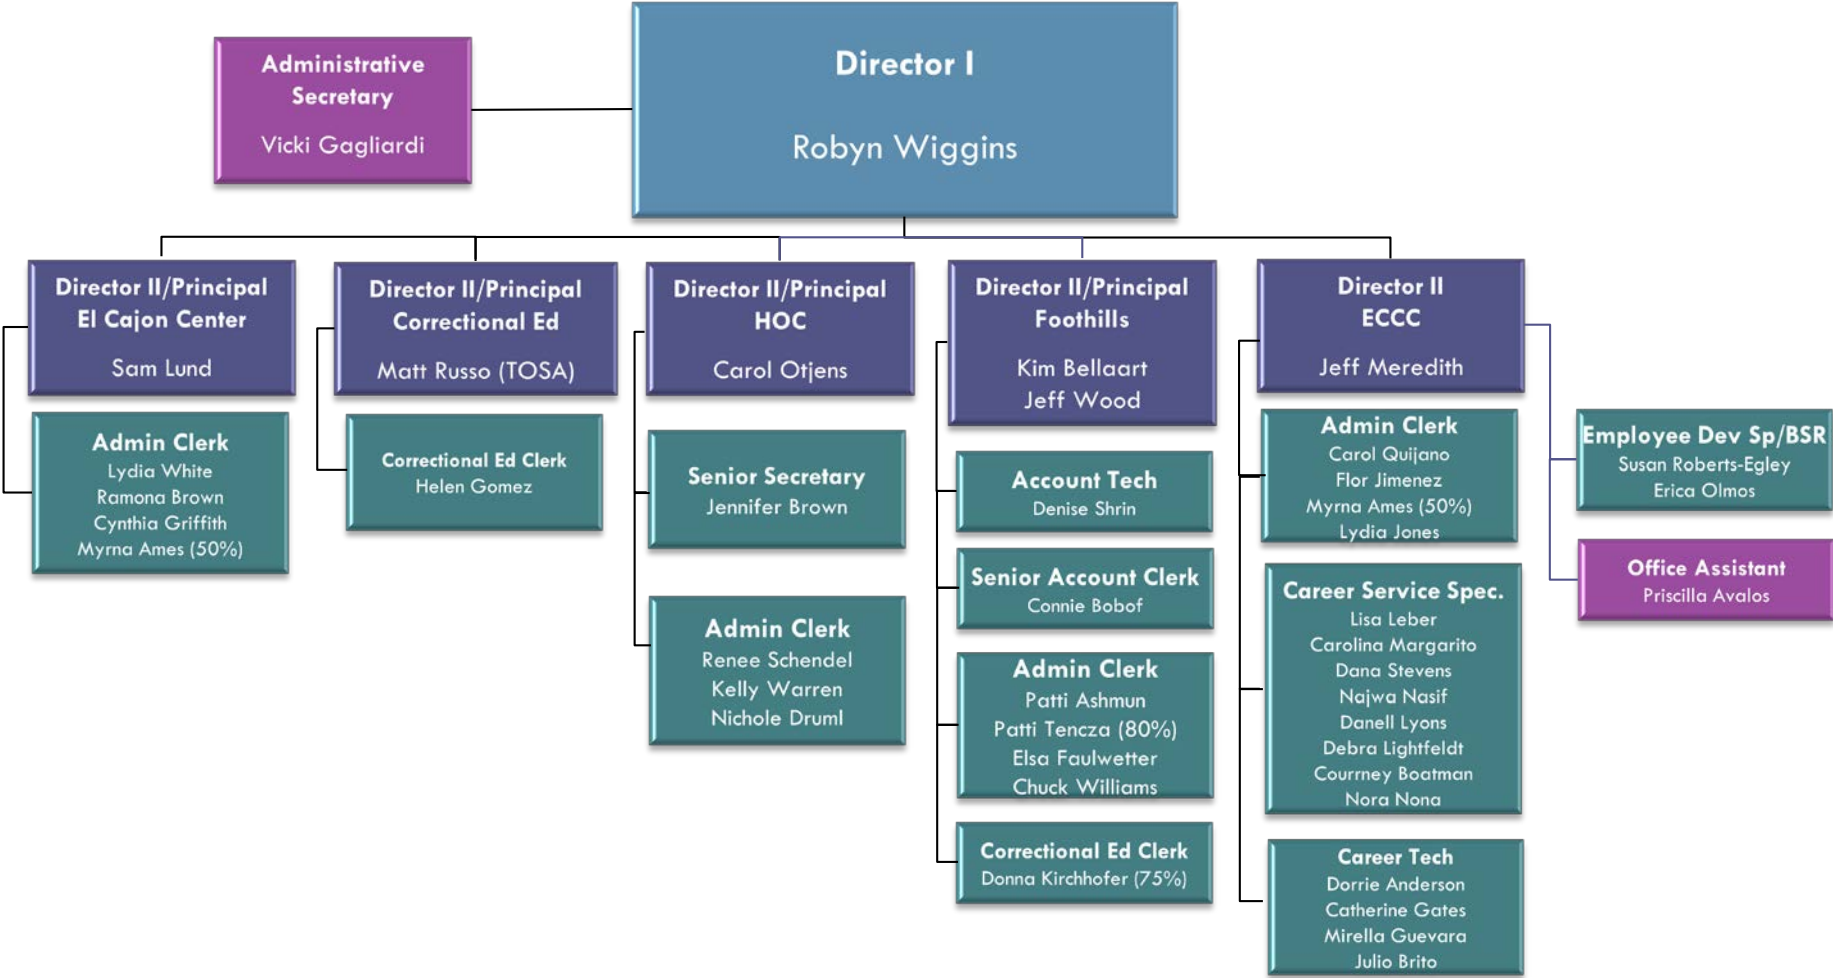 Administrative
Secretary
Vicki Gagliardi
Director I
Robyn Wiggins
Director II/Principal
El Cajon Center
Sam Lund
Admin Clerk
Lydia White
Ramona Brown
Cynthia Griffith
Myrna Ames (50%)
Director II/Principal
Correctional Ed
Matt Russo (TOSA)
Correctional Ed Clerk
Helen Gomez
Director II/Principal
HOC
Carol Otjens
Senior Secretary
Jennifer Brown
Admin Clerk
Renee Schendel
Kelly Warren
Nichole Druml
Director II/Principal
Foothills
Kim Bellaart
Jeff Wood
Account Tech
Denise Shrin
Senior Account Clerk
Connie Bobof
Admin Clerk
Patti Ashmun
Patti Tencza (80%)
Elsa Faulwetter
Chuck Williams
Correctional Ed Clerk
Donna Kirchhofer (75%)
Director II
ECCC
Jeff Meredith
Admin Clerk
Carol Quijano
Flor Jimenez
Myrna Ames (50%)
Lydia Jones
Career Service Spec.
Lisa Leber
Carolina Margarito
Dana Stevens
Najwa Nasif
Danell Lyons
Debra Lightfeldt
Courrney Boatman
Nora Nona
Career Tech
Dorrie Anderson
Catherine Gates
Mirella Guevara
Julio Brito
Employee Dev Sp/BSR
Susan Roberts-Egley
Erica Olmos
Office Assistant
Priscilla Avalos